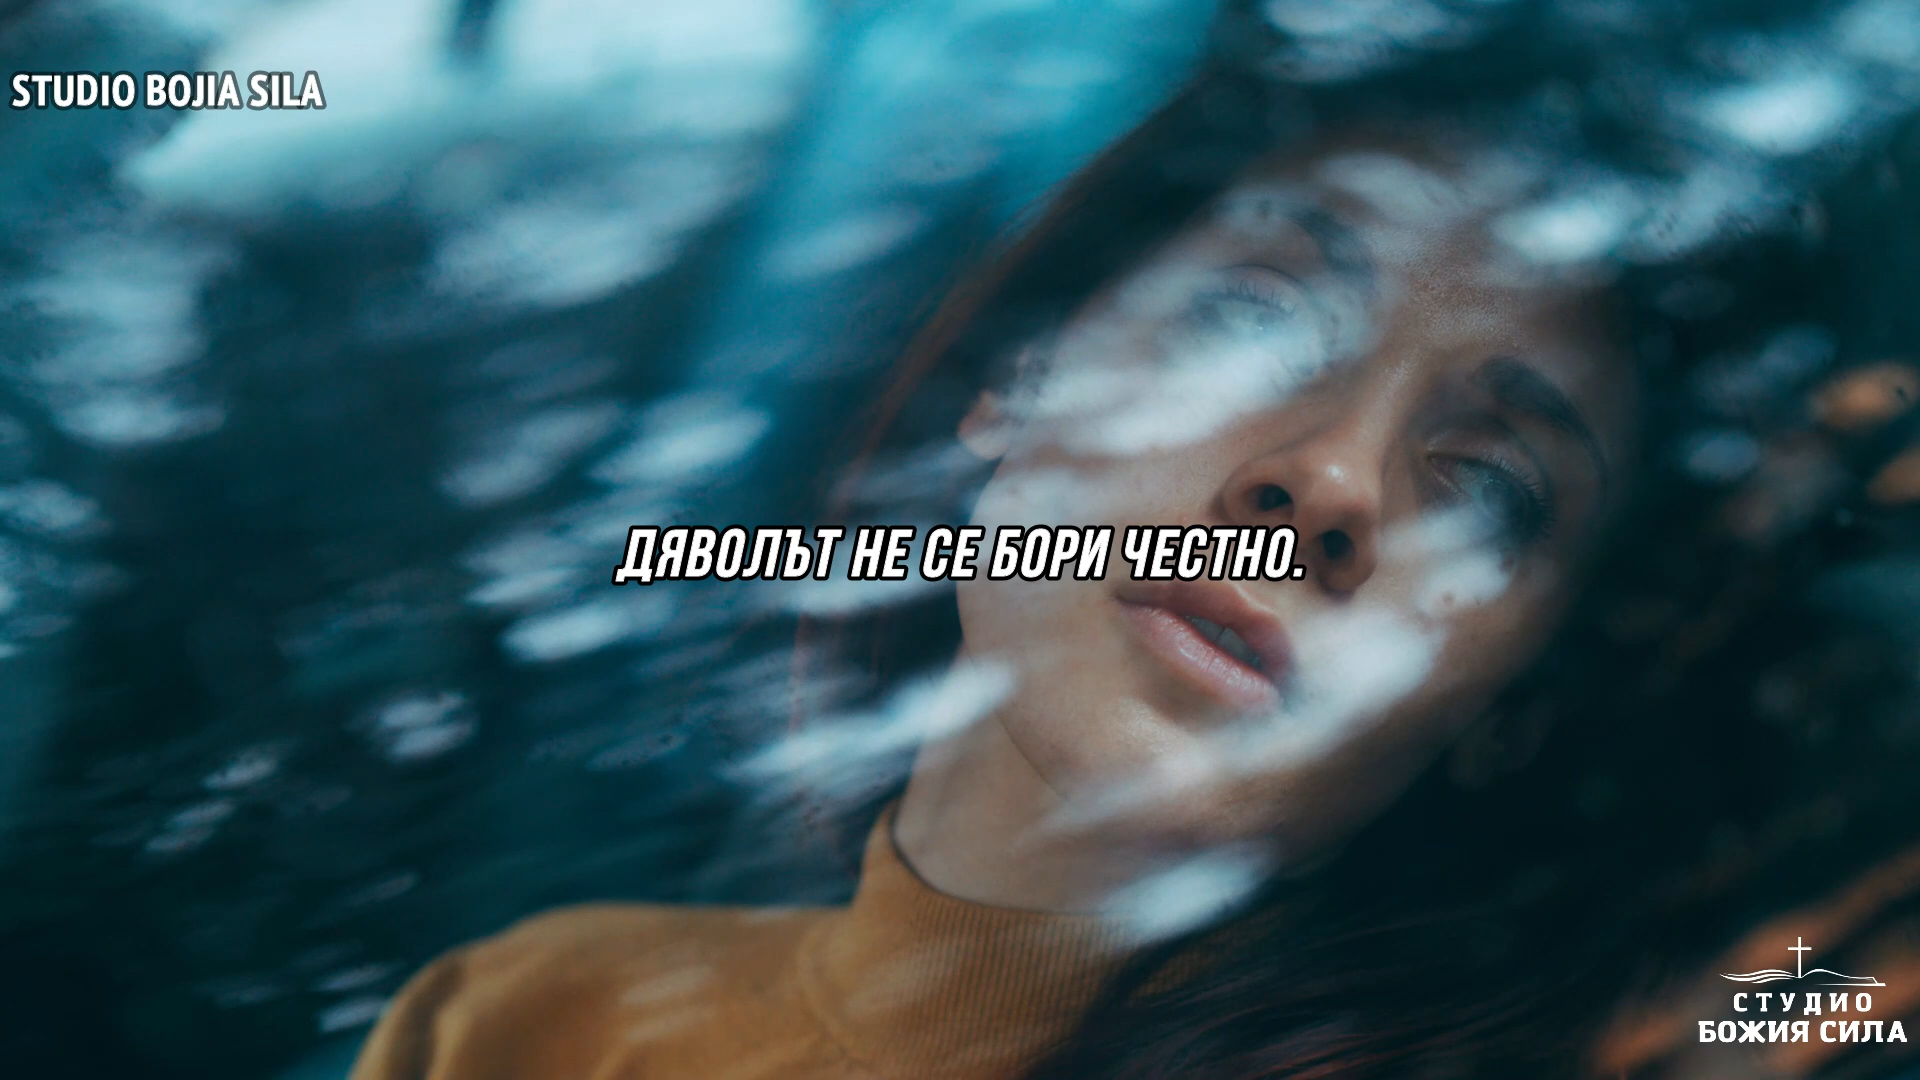 STUDIO BOJIA SILA
ДЯВОЛЪТ НЕ СЕ БОРИ ЧЕСТНО.
СТУДИО
БОЖИЯ СИЛА